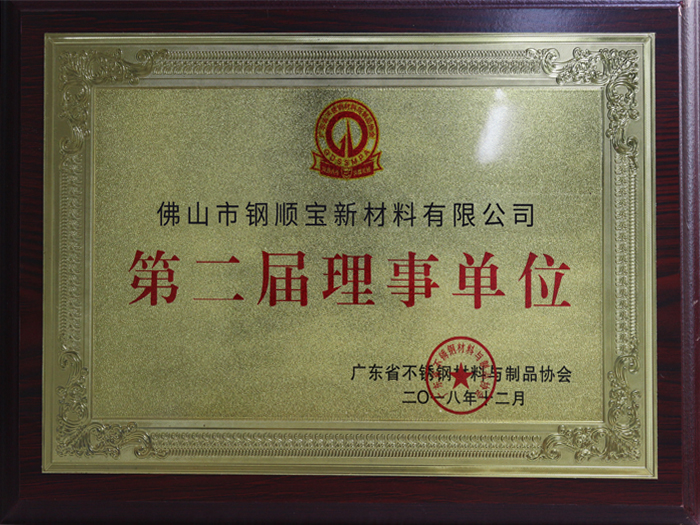 GDSSMPA
佛山市钢顺宝新材料有限公司
第二届理事单位
广东省不锈钢材料与制品协会
二〇一八年十二月